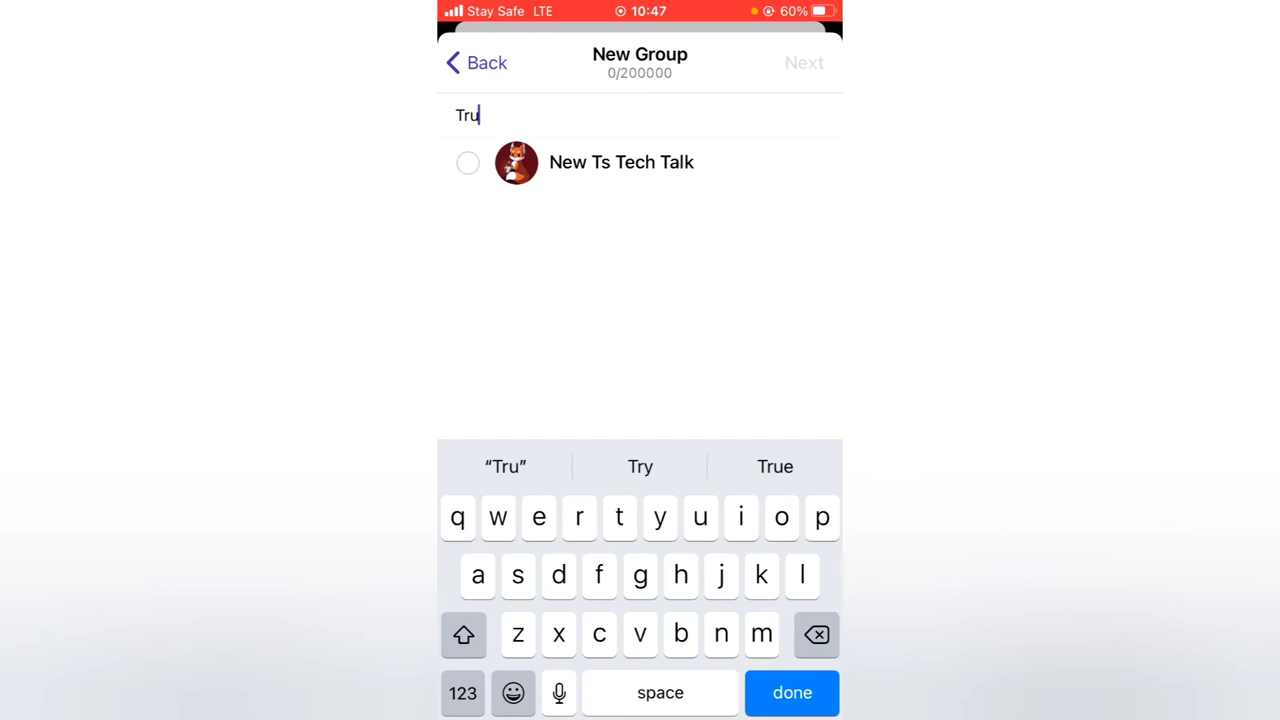 Stay Safe LTE 10:47 60%
Back New Group Next
0/200000
Tru
New Ts Tech Talk
“Tru” Try True
q w e r t y u i o p
a s d f g h j k l
z x c v b n m
123 space done